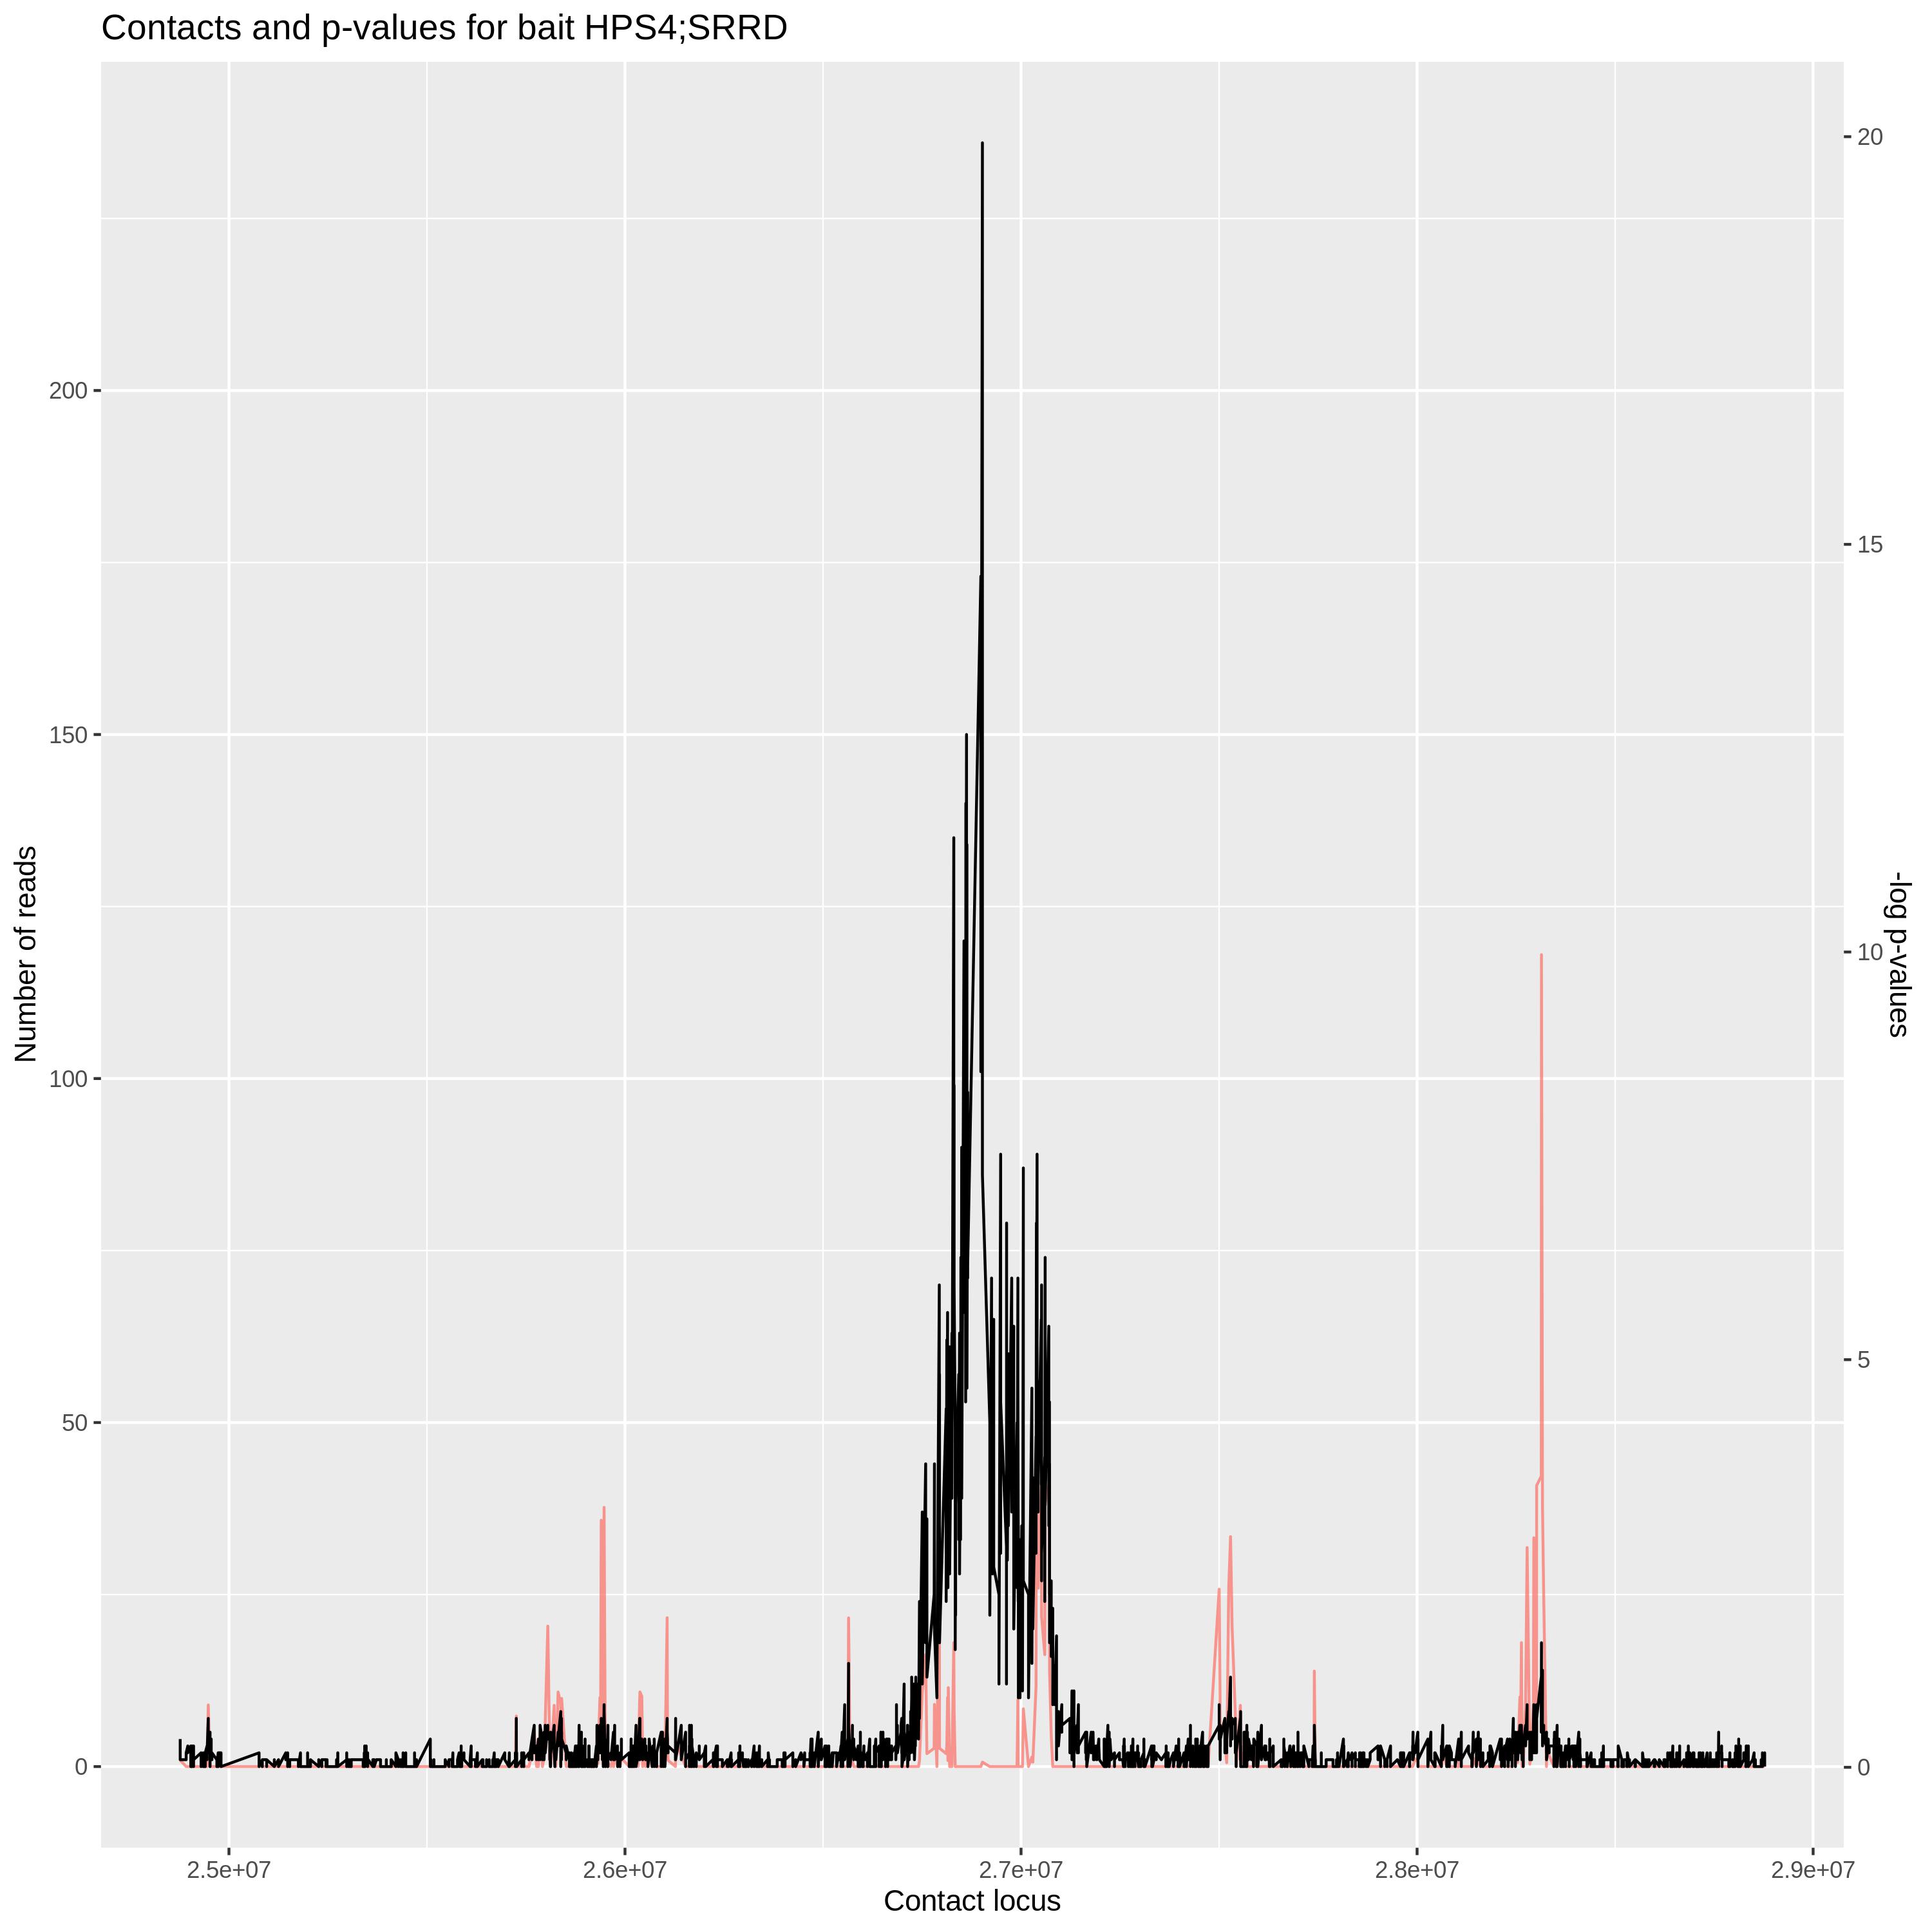 Contacts and p-values for bait HPS4;SRRD
Number of reads
200
150
100
50
0
20
15
10
5
0
-log p-values
2.5e+07 2.6e+07 2.7e+07 2.8e+07 2.9e+07
Contact locus